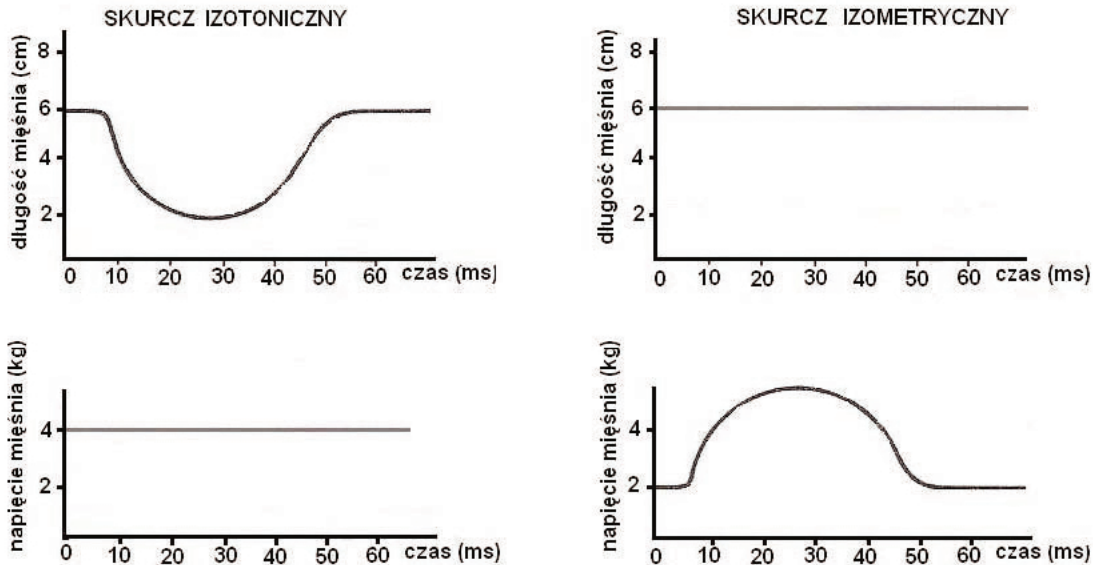 SKURCZ IZOTONICZNY
długość mięśnia (cm)
8
6
4
2
0 10 20 30 40 50 60 czas (ms)
SKURCZ IZOMETRYCZNY
długość mięśnia (cm)
8
6
4
2
0 10 20 30 40 50 60 czas (ms)
napięcie mięśnia (kg)
4
2
0 10 20 30 40 50 60 czas (ms)
napięcie mięśnia (kg)
4
2
0 10 20 30 40 50 60 czas (ms)